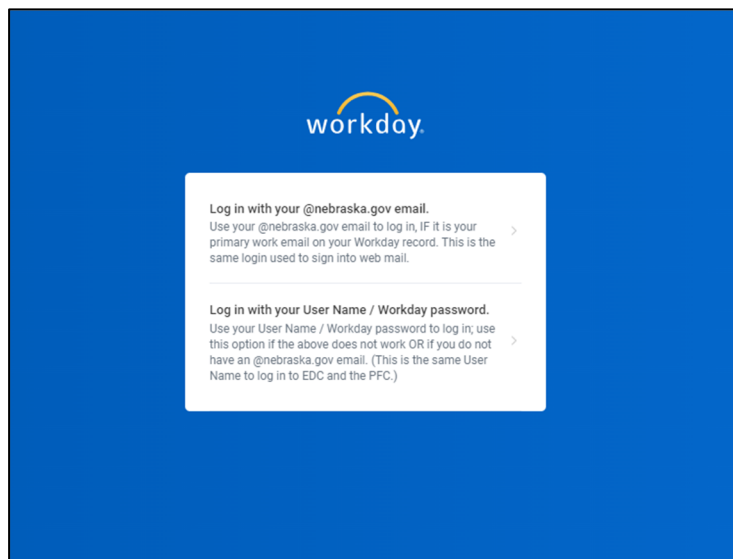 workday.
Log in with your @nebraska.gov email.
Use your @nebraska.gov email to log in, IF it is your
primary work email on your Workday record. This is the
same login used to sign into web mail.
Log in with your User Name / Workday password.
Use your User Name / Workday password to log in; use
this option if the above does not work OR if you do not
have an @nebraska.gov email. (This is the same User
Name to log in to EDC and the PFC.)